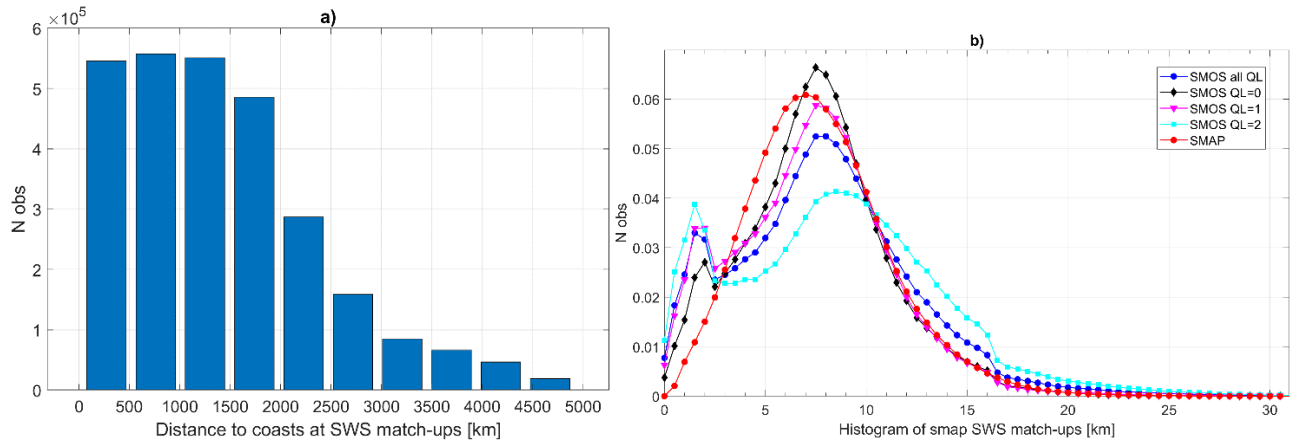 a)
×10^5
6
5
4
3
2
1
0
N obs
0 500 1000 1500 2000 2500 3000 3500 4000 4500 5000
Distance to coasts at SWS match-ups [km]
b)
SMOS all QL
SMOS QL=0
SMOS QL=1
SMOS QL=2
SMAP
0.06
0.05
0.04
0.03
0.02
0.01
0
N obs
0 5 10 15 20 25 30
Histogram of smap SWS match-ups [km]